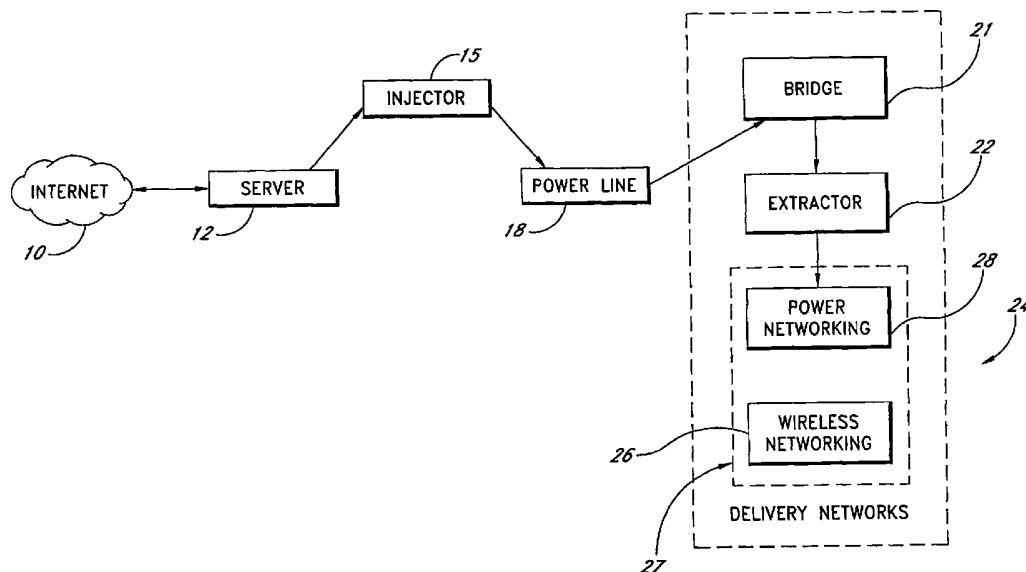 15
INJECTOR
INTERNET
10
SERVER
12
POWER LINE
18
21
BRIDGE
22
EXTRACTOR
28
POWER
NETWORKING
24
WIRELESS
NETWORKING
26
DELIVERY NETWORKS
27